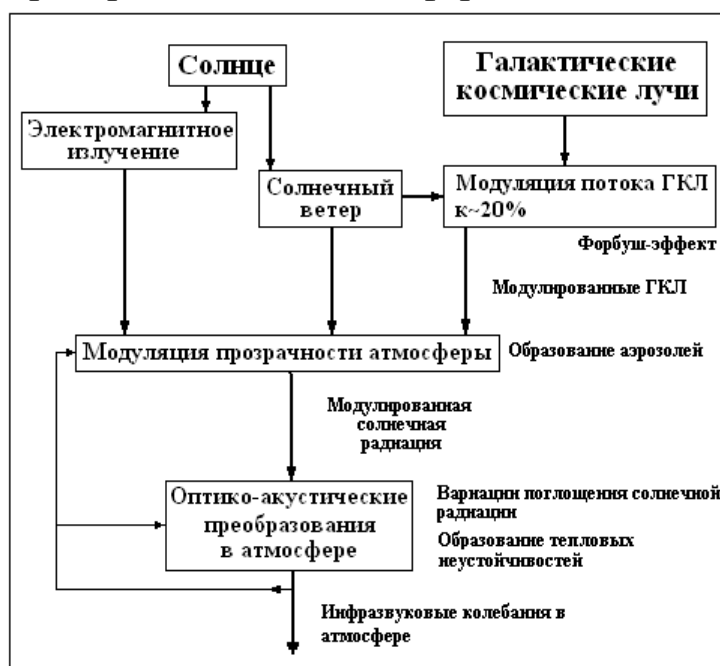 Солнце
Галактические
космические лучи
Электромагнитное
излучение
Солнечный
ветер
Модуляция потока ГКЛ
к~20%
Форбуш-эффект
Модулированные ГКЛ
Модуляция прозрачности атмосферы
Образование аэрозолей
Модулированная
солнечная
радиация
Оптико-акустические
преобразования
в атмосфере
Вариации поглощения солнечной
радиации
Образование тепловых
неустойчивостей
Инфразвуковые колебания в
атмосфере